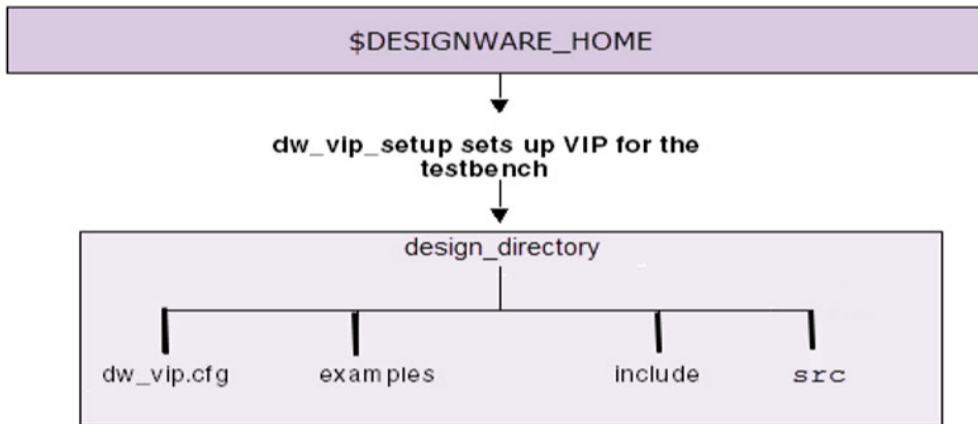 $DESIGNWARE_HOME
dw_vip_setup sets up VIP for the
testbench
design_directory
dw_vip.cfg
examples
include
src